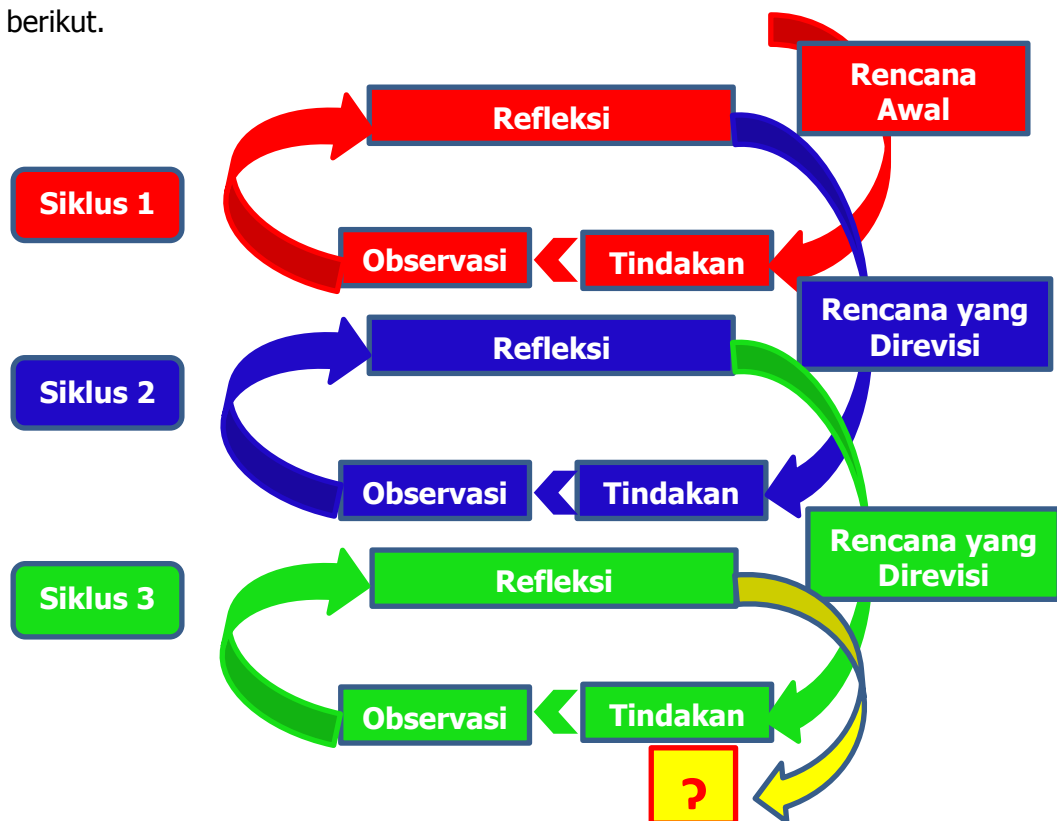 berikut.
Rencana
Awal
Refleksi
Siklus 1
Observasi
Tindakan
Rencana yang
Direvisi
Refleksi
Siklus 2
Observasi
Tindakan
Rencana yang
Direvisi
Refleksi
Siklus 3
Observasi
Tindakan
?